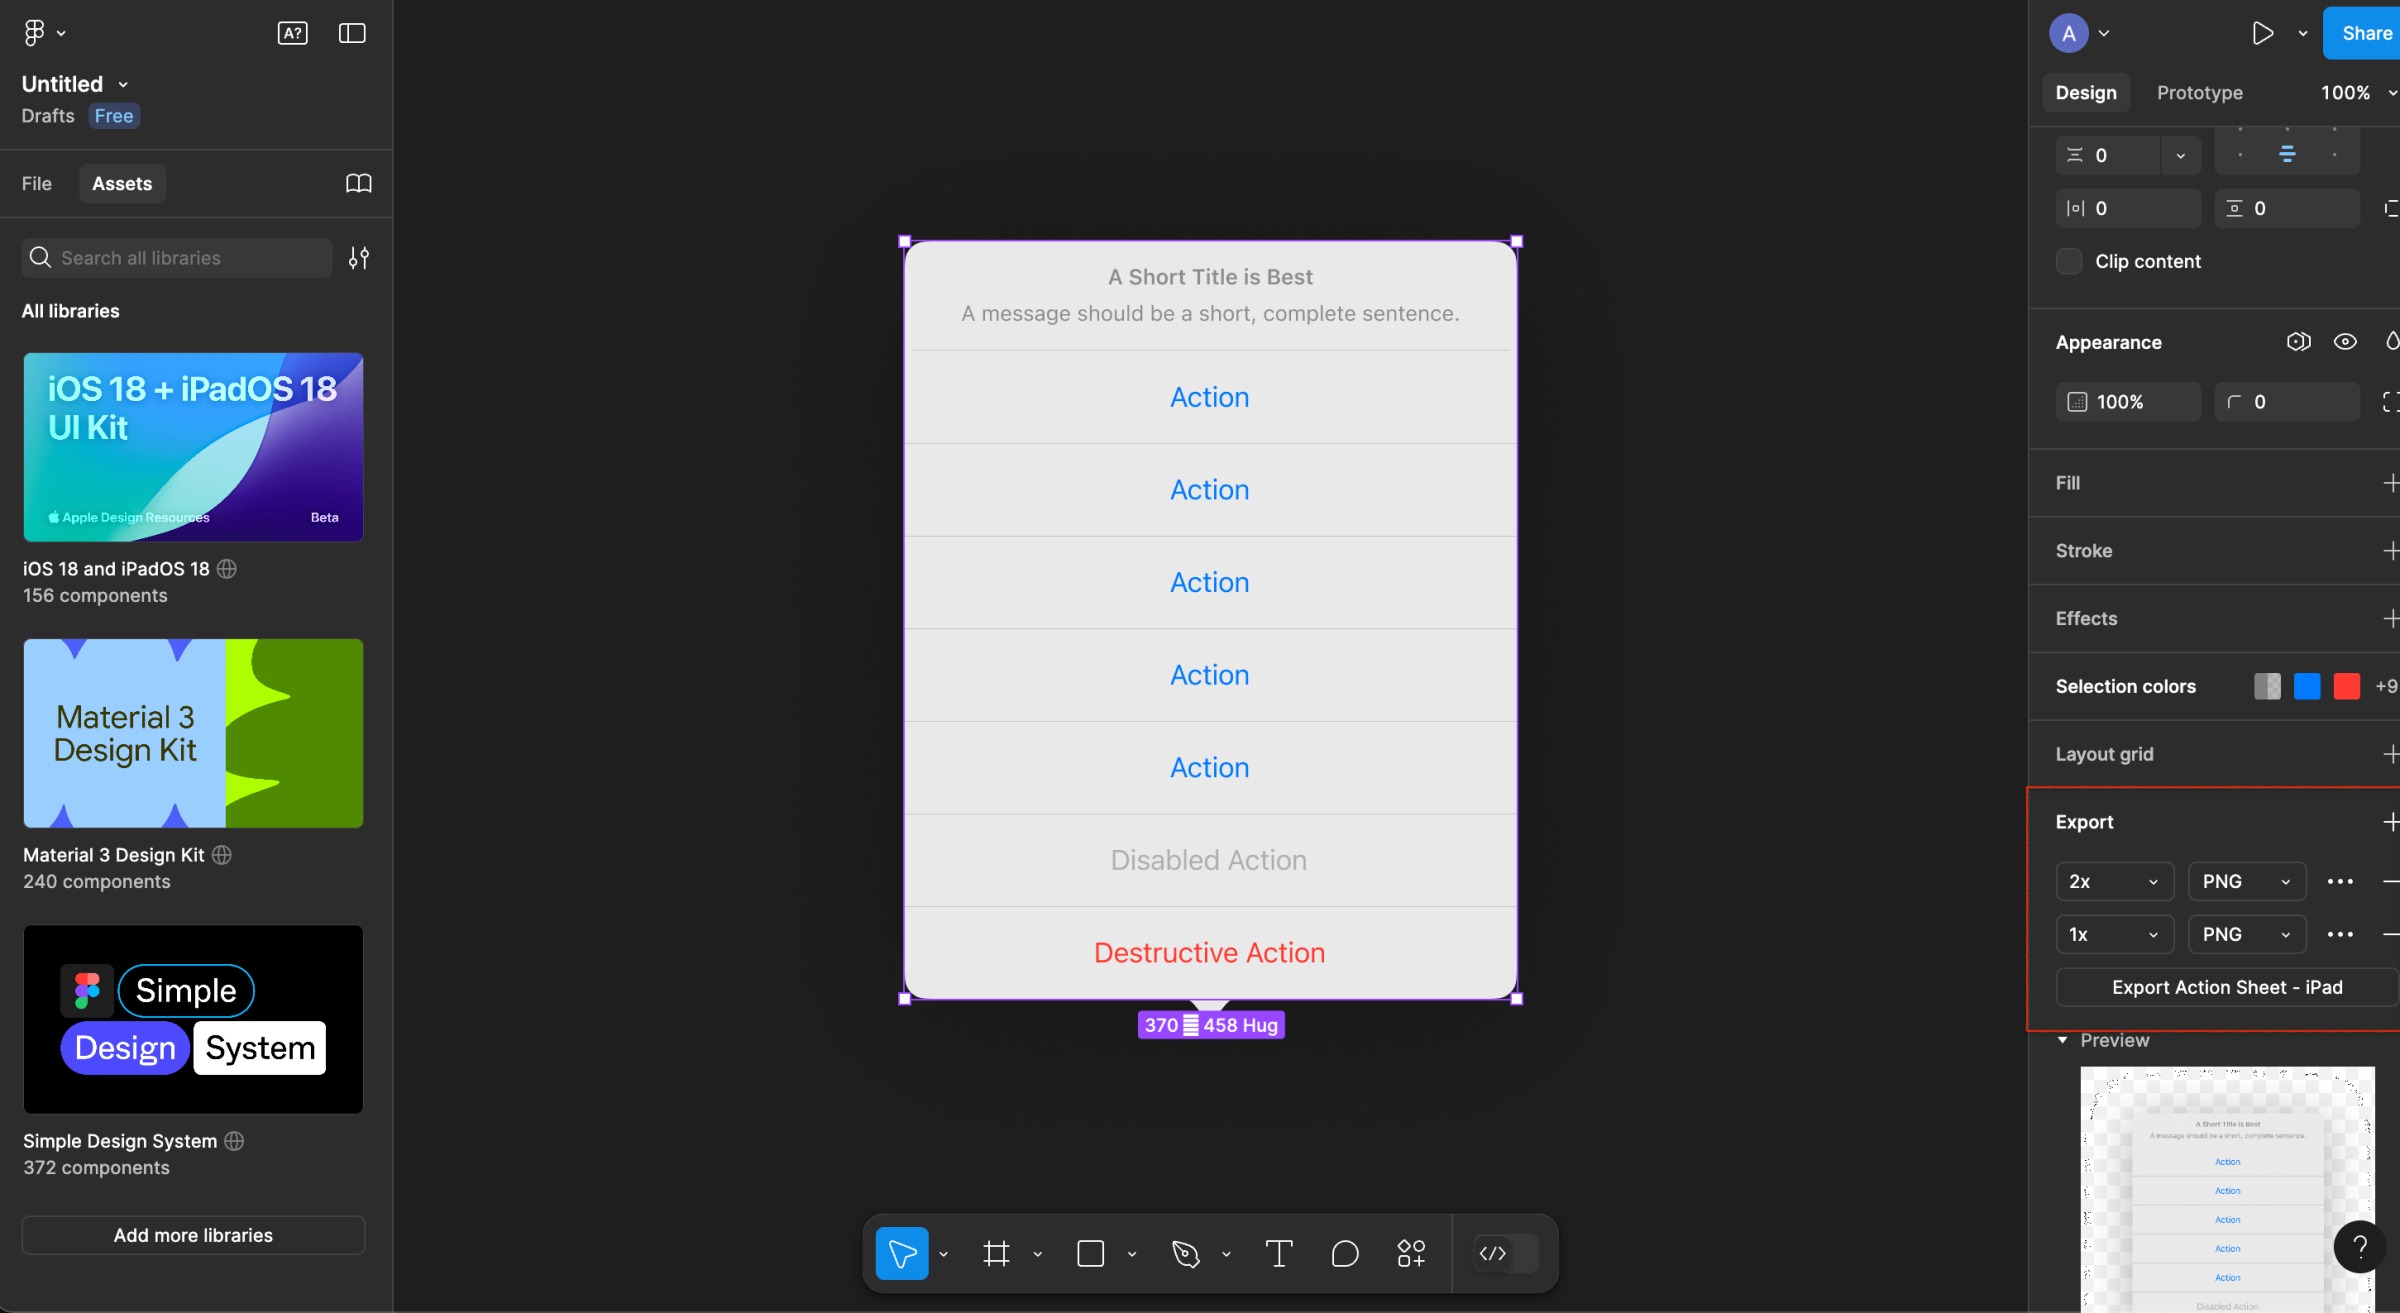 A?
Untitled
Drafts Free
File Assets
Search all libraries
All libraries
iOS 18 + iPadOS 18
UI Kit
Apple Design Resources Beta
iOS 18 and iPadOS 18
156 components
Material 3
Design Kit
Material 3 Design Kit
240 components
Simple
Design System
Simple Design System
372 components
Add more libraries
A Short Title is Best
A message should be a short, complete sentence.
Action
Action
Action
Action
Action
Disabled Action
Destructive Action
370 458 Hug
A Share
Design Prototype 100%
0
0 0
Clip content
Appearance
100% 0
Fill
Stroke
Effects
Selection colors +9
Layout grid
Export
2x PNG
1x PNG
Export Action Sheet - iPad
Preview
A Short Title is Best
A message should be a short, complete sentence.
Action
Action
Action
Action
Action
Disabled Action
?